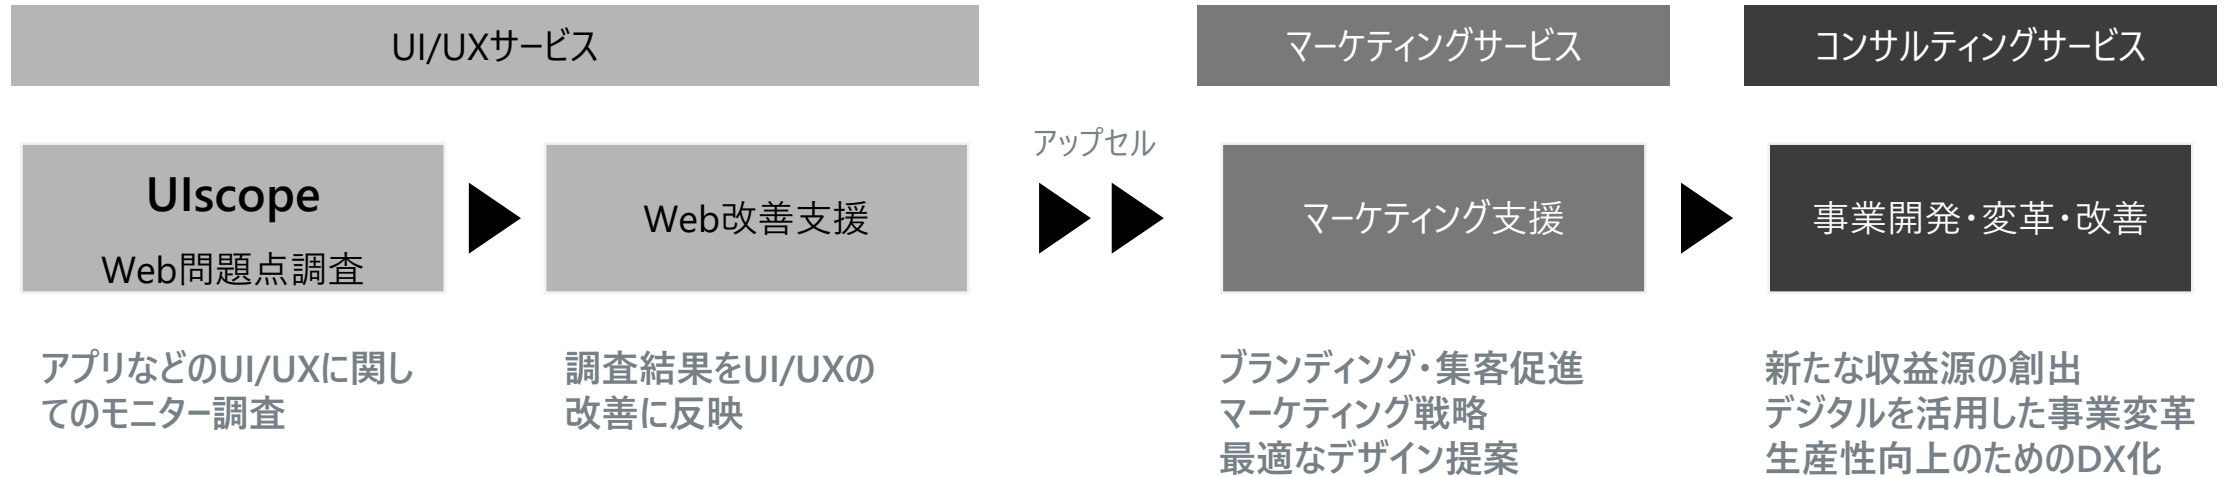 UI/UXサービス
マーケティングサービス
コンサルティングサービス
UIscope
Web問題点調査
Web改善支援
アップセル
マーケティング支援
事業開発・変革・改善
アプリなどのUI/UXに関し
てのモニター調査
調査結果をUI/UXの
改善に反映
ブランディング・集客促進
マーケティング戦略
最適なデザイン提案
新たな収益源の創出
デジタルを活用した事業変革
生産性向上のためのDX化